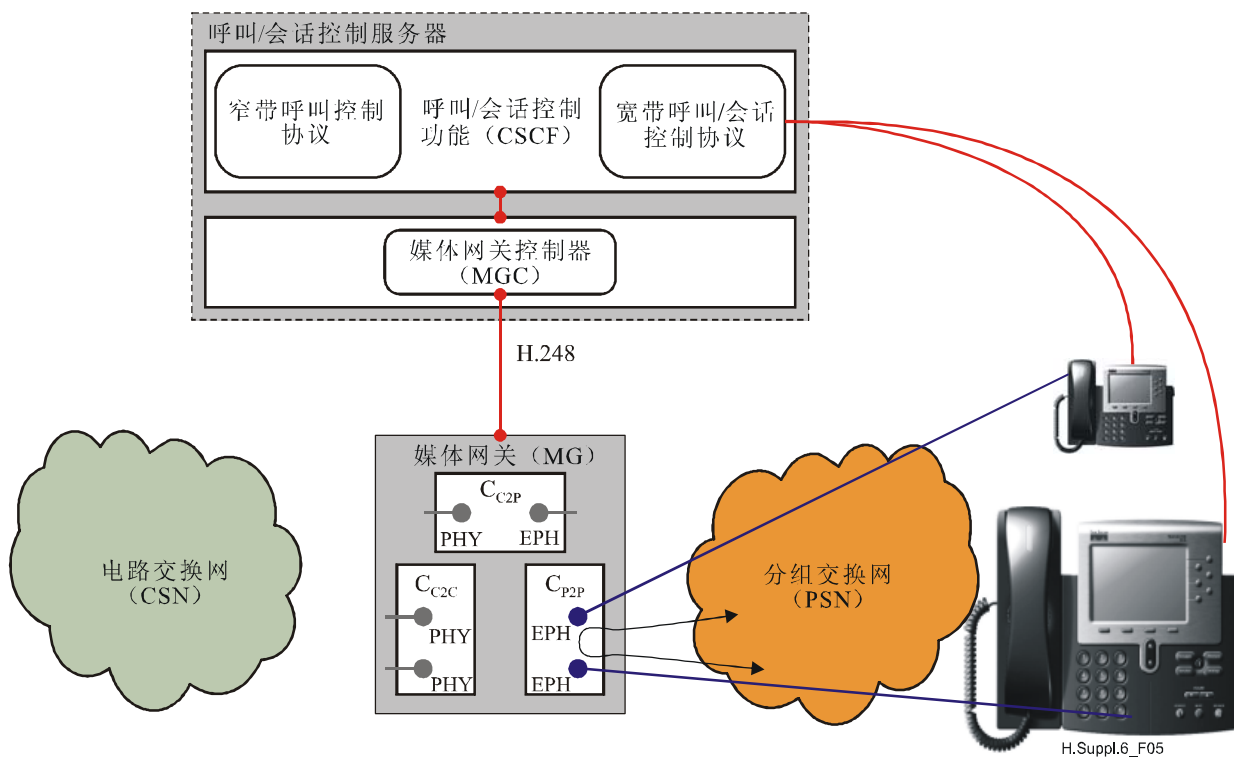 呼叫/会话控制服务器
窄带呼叫控制
协议
呼叫/会话控制
功能（CSCF）
宽带呼叫/会话
控制协议
媒体网关控制器
（MGC）
H.248
媒体网关（MG）
CC2P
PHY
EPH
CC2C
PHY
PHY
CP2P
EPH
EPH
电路交换网
（CSN）
分组交换网
（PSN）
H.Suppl.6_F05